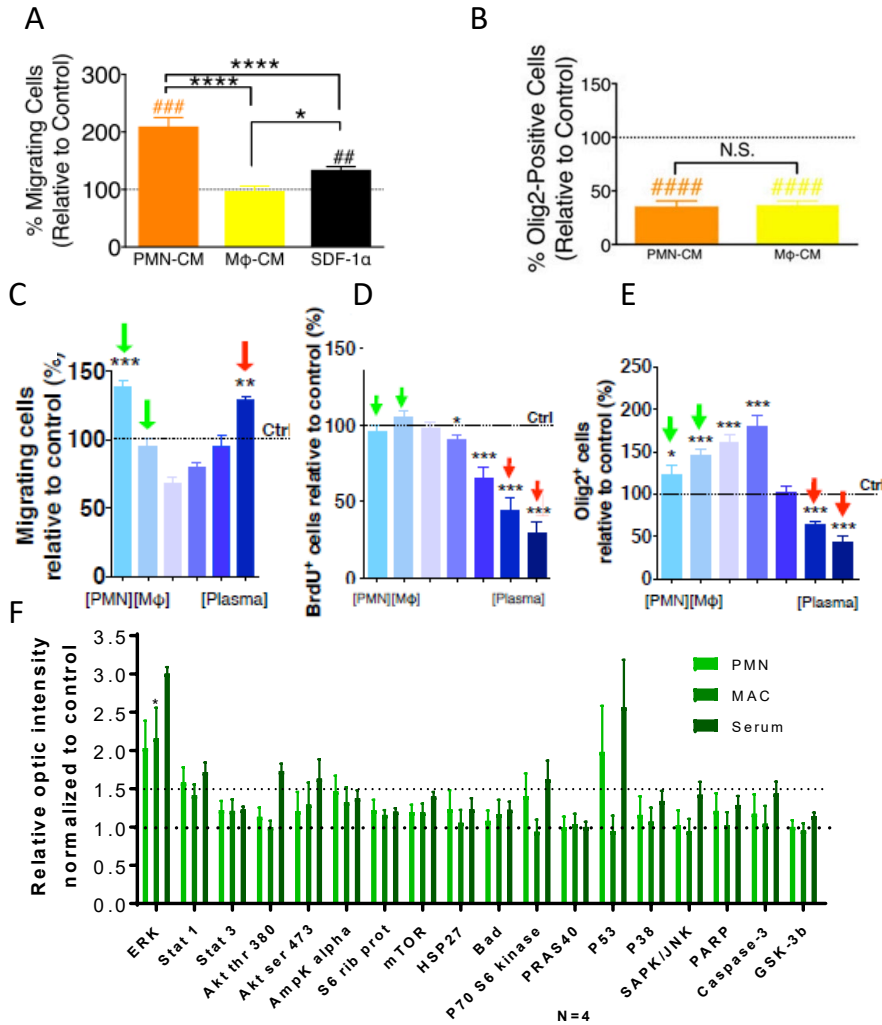 A
% Migrating Cells
(Relative to Control)
300
200
100
0
****
****
*
###
##
PMN-CM Mφ-CM SDF-1α
B
% Olig2-Positive Cells
(Relative to Control)
150
100
50
0
N.S.
####
####
PMN-CM Mφ-CM
C
Migrating cells
relative to control (%,
150
100
50
0
***
**
Ctrl
[PMN][Mφ] [Plasma]
D
BrdU⁺ cells relative to control (%)
150
100
50
0
*
***
***
***
Ctrl
[PMN][Mφ] [Plasma]
E
Olig2⁺ cells
relative to control (%)
250
200
150
100
50
0
*
***
***
***
***
***
Ctrl
[PMN][Mφ] [Plasma]
F
Relative optic intensity
normalized to control
3.5
3.0
2.5
2.0
1.5
1.0
0.5
0.0
*
PMN
MAC
Serum
ERK
Stat 1
Stat 3
Akt thr 380
Akt ser 473
AmpK alpha
S6 rib prot
mTOR
HSP27
Bad
P70 S6 kinase
PRAS40
P53
P38
SAPK/JNK
PARP
Caspase-3
GSK-3b
N=4